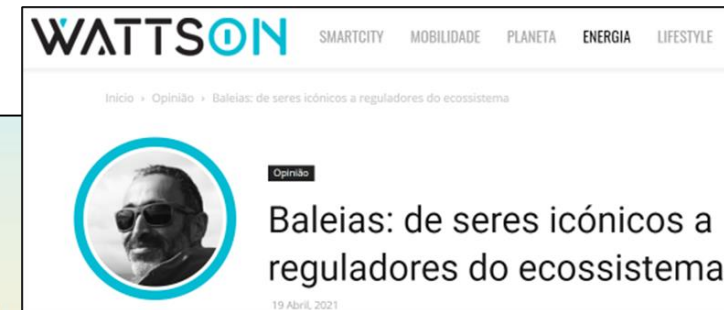 WATTSON
SMARTCITY MOBILIDADE PLANETA ENERGIA LIFESTYLE
Início › Opinião › Baleias: de seres icónicos a reguladores do ecossistema
Opinião
Baleias: de seres icónicos a
reguladores do ecossistema
19 Abril, 2021